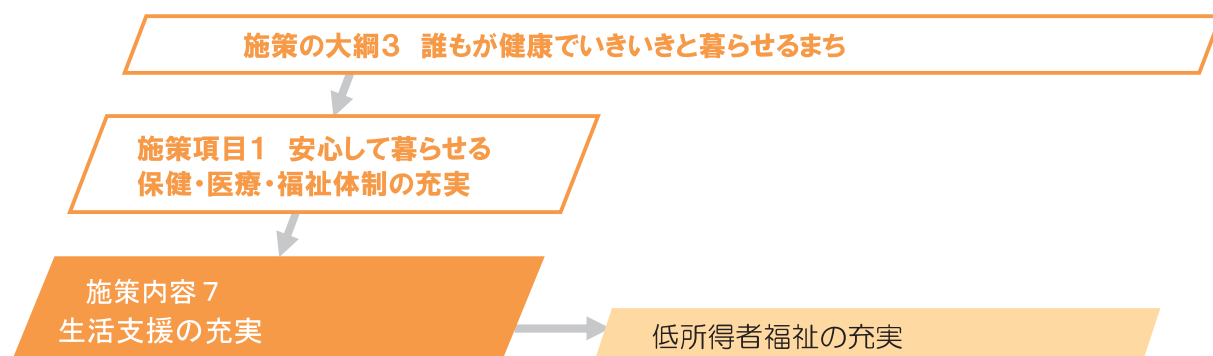 施策の大綱3　誰もが健康でいきいきと暮らせるまち
施策項目1　安心して暮らせる
保健・医療・福祉体制の充実
施策内容7
生活支援の充実
低所得者福祉の充実